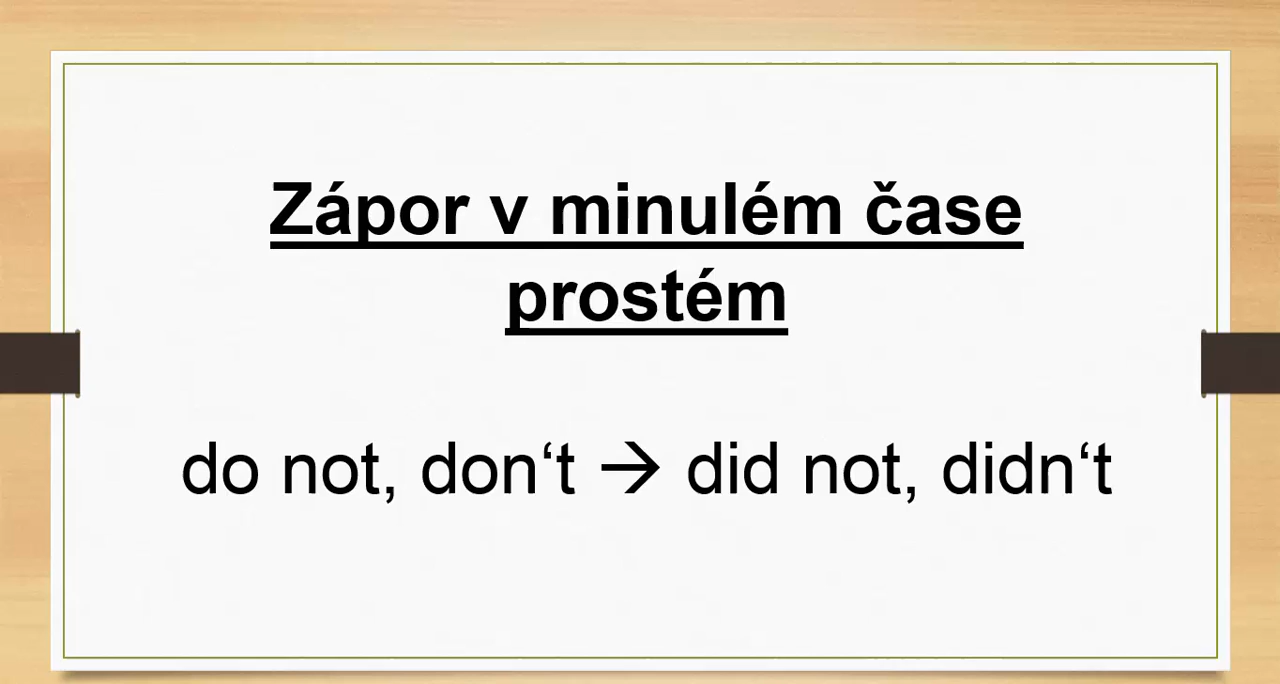 Zápor v minulém čase
prostém
do not, don‘t → did not, didn‘t